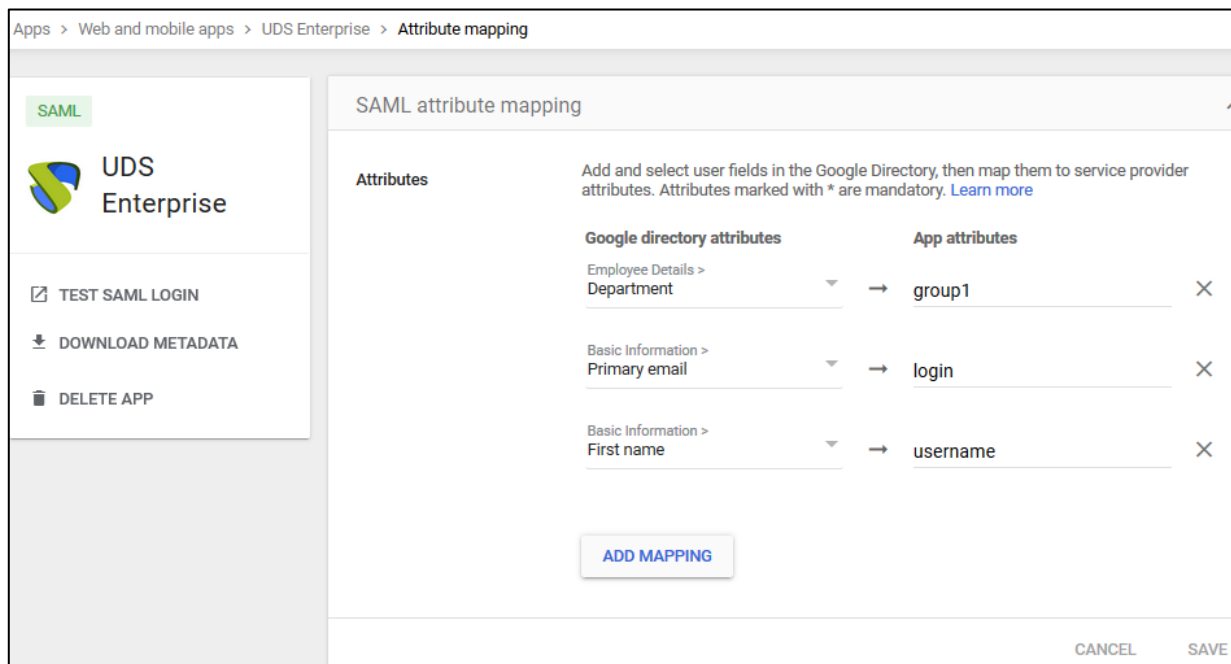 Apps > Web and mobile apps > UDS Enterprise > Attribute mapping
SAML
UDS
Enterprise
TEST SAML LOGIN
DOWNLOAD METADATA
DELETE APP
SAML attribute mapping
Attributes
Add and select user fields in the Google Directory, then map them to service provider
attributes. Attributes marked with * are mandatory. Learn more
Google directory attributes App attributes
Employee Details >
Department → group1
Basic Information >
Primary email → login
Basic Information >
First name → username
ADD MAPPING
CANCEL SAVE